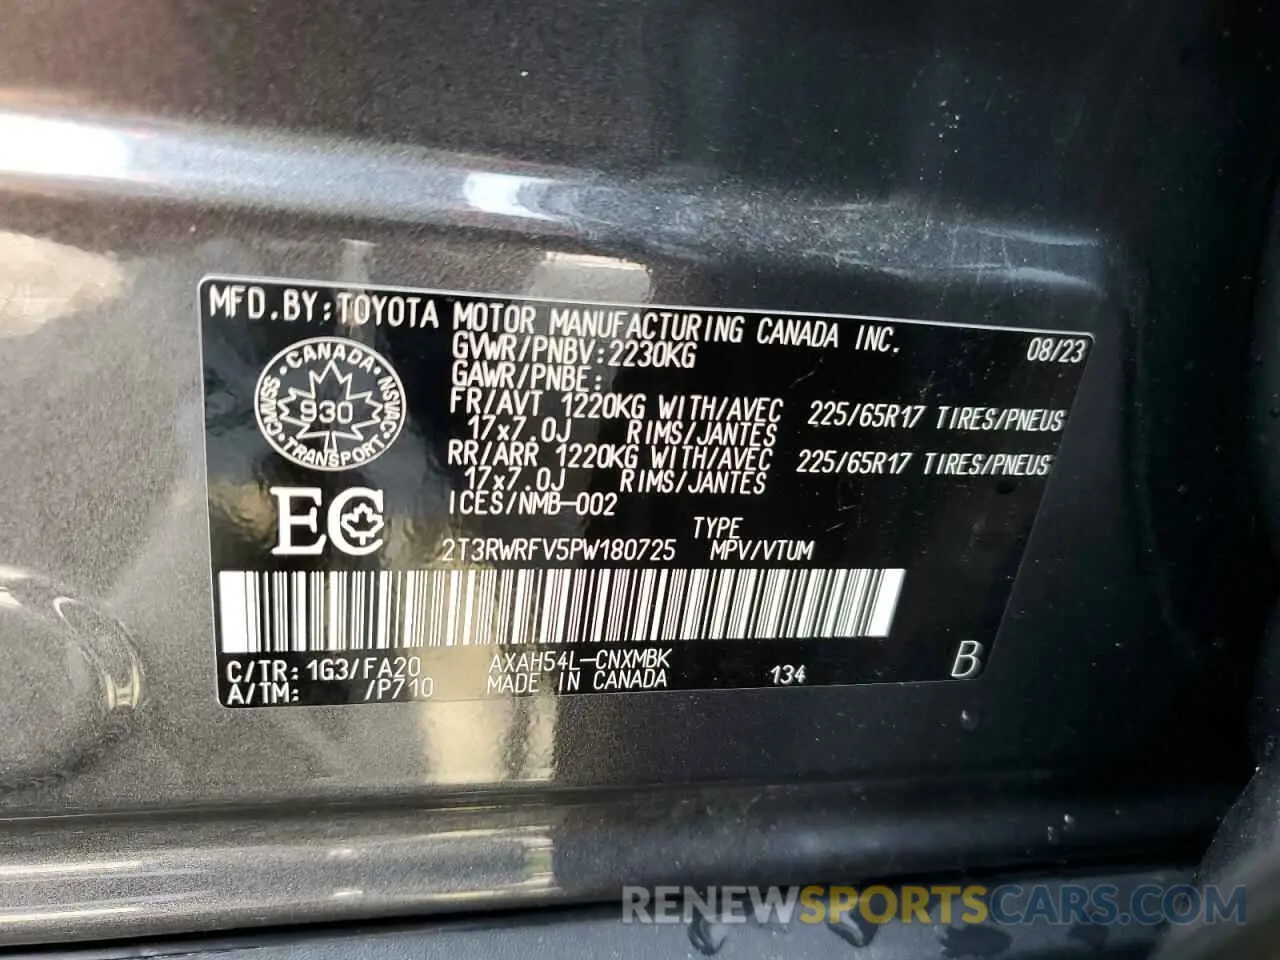 MFD.BY:TOYOTA MOTOR MANUFACTURING CANADA INC. 08/23
GVWR/PNBV:2230KG
GAWR/PNBE:
FR/AVT 1220KG WITH/AVEC 225/65R17 TIRES/PNEUS
17x7.0J RIMS/JANTES
RR/ARR 1220KG WITH/AVEC 225/65R17 TIRES/PNEUS
17x7.0J RIMS/JANTES
ICES/NMB-002
CANADA
CMVSS 930 NSVAC
TRANSPORT
EC
TYPE
2T3RWRFV5PW180725 MPV/VTUM
C/TR:1G3/FA20 AXAH54L-CNXMBK
A/TM: /P710 MADE IN CANADA 134 B
RENEWSPORTSCARS.COM